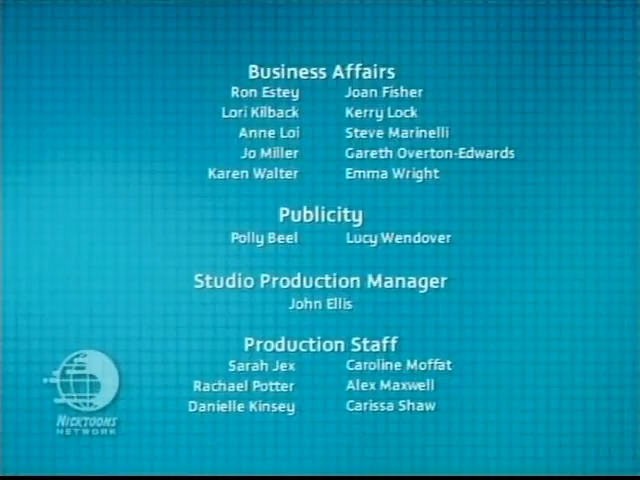 Business Affairs
Ron Estey Joan Fisher
Lori Kilback Kerry Lock
Anne Loi Steve Marinelli
Jo Miller Gareth Overton-Edwards
Karen Walter Emma Wright
Publicity
Polly Beel Lucy Wendover
Studio Production Manager
John Ellis
Production Staff
Sarah Jex Caroline Moffat
Rachael Potter Alex Maxwell
Danielle Kinsey Carissa Shaw
NICKTOONS
NETWORK